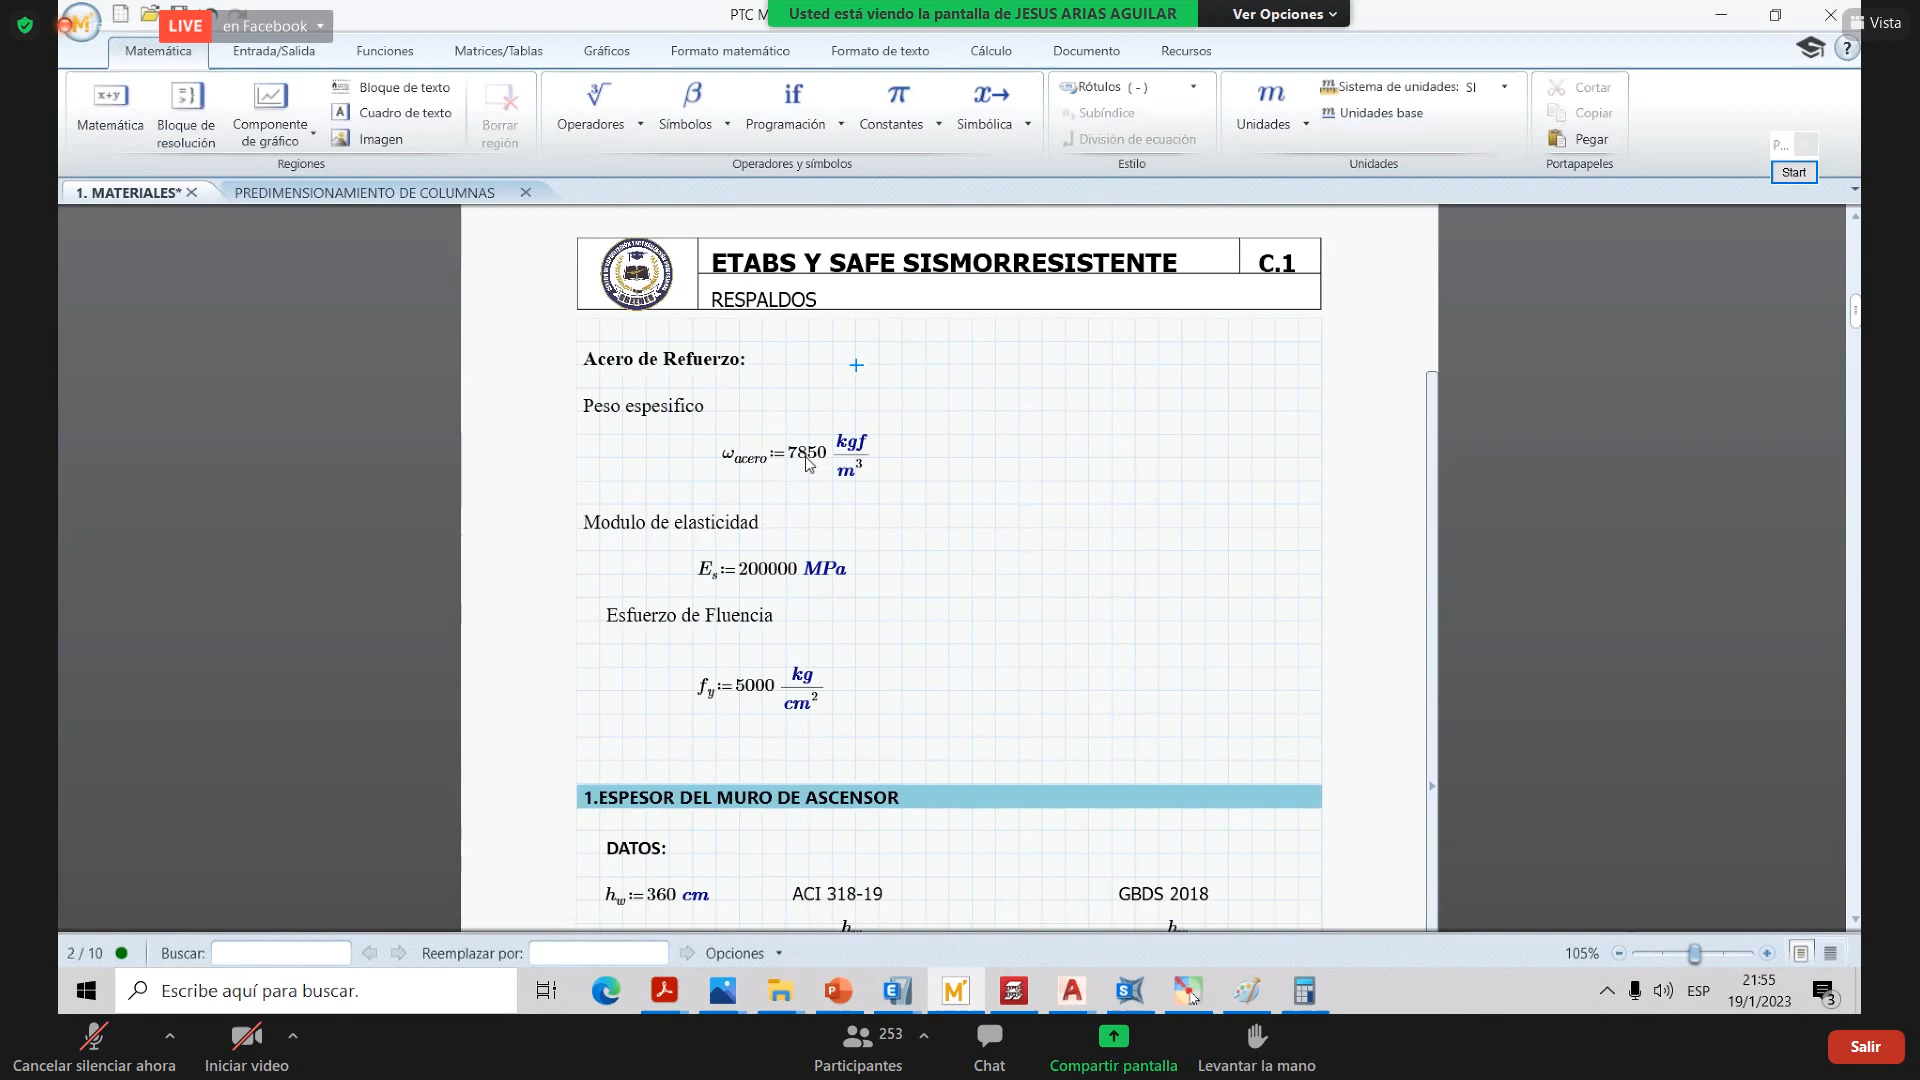 LIVE en Facebook
PTC M
Usted está viendo la pantalla de JESUS ARIAS AGUILAR
Ver Opciones
Vista
Matemática Entrada/Salida Funciones Matrices/Tablas Gráficos Formato matemático Formato de texto Cálculo Documento Recursos
Matemática
Bloque de resolución
Componente de gráfico
Bloque de texto
Cuadro de texto
Imagen
Borrar región
Regiones
Operadores
Símbolos
Programación
Constantes
Simbólica
Operadores y símbolos
Rótulos ( - )
Subíndice
División de ecuación
Estilo
Unidades
Sistema de unidades: SI
Unidades base
Unidades
Cortar
Copiar
Pegar
Portapapeles
P...
Start
1. MATERIALES*
PREDIMENSIONAMIENTO DE COLUMNAS
ETABS Y SAFE SISMORRESISTENTE C.1
RESPALDOS
Acero de Refuerzo:
Peso espesifico
ω_acero := 7850 kgf/m³
Modulo de elasticidad
E_s := 200000 MPa
Esfuerzo de Fluencia
f_y := 5000 kg/cm²
1.ESPESOR DEL MURO DE ASCENSOR
DATOS:
h_w := 360 cm ACI 318-19 GBDS 2018
2 / 10 Buscar: Reemplazar por: Opciones 105%
Escribe aquí para buscar.
ESP
21:55
19/1/2023
3
Cancelar silenciar ahora
Iniciar video
253
Participantes
Chat
Compartir pantalla
Levantar la mano
Salir